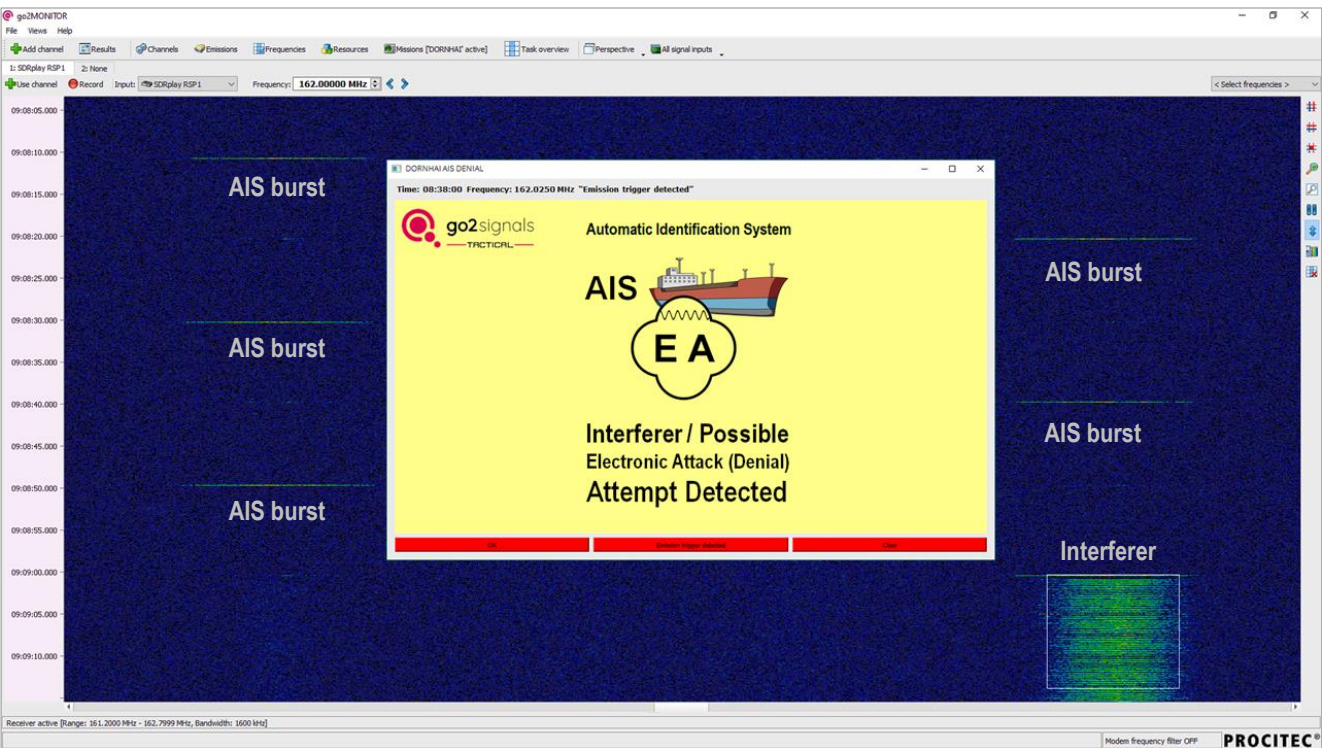 go2MONITOR
File Views Help
Add channel Results Channels Emissions Frequencies Resources Missions ['DORNHAI' active] Task overview Perspective All signal inputs
1: SDRplay RSP1 2: None
Use channel Record Input: SDRplay RSP1 Frequency: 162.00000 MHz < Select frequencies >
09:08:05.000
09:08:10.000
DORNHAI AIS DENIAL
AIS burst
Time: 08:38:00 Frequency: 162.0250 MHz "Emission trigger detected"
09:08:15.000
go2signals
TACTICAL
Automatic Identification System
09:08:20.000
AIS burst
09:08:25.000
AIS
09:08:30.000
AIS burst
E A
09:08:35.000
09:08:40.000
Interferer / Possible
AIS burst
09:08:45.000
Electronic Attack (Denial)
09:08:50.000
Attempt Detected
AIS burst
09:08:55.000
OK Emission trigger detected Clear
Interferer
09:09:00.000
09:09:05.000
09:09:10.000
Receiver active [Range: 161.2000 MHz - 162.7999 MHz, Bandwidth: 1600 kHz]
Modem frequency filter OFF PROCITEC®